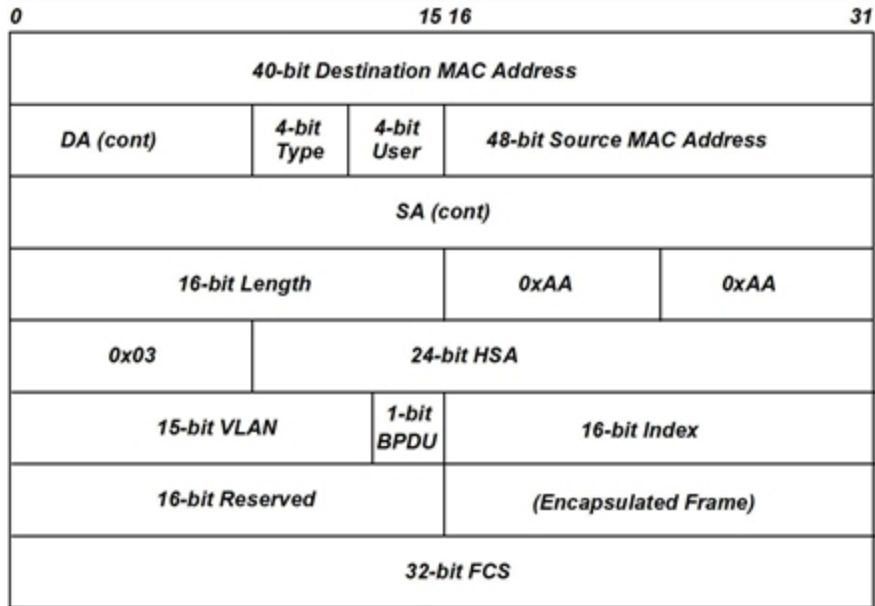 0 15 16 31
40-bit Destination MAC Address
DA (cont) 4-bit Type 4-bit User 48-bit Source MAC Address
SA (cont)
16-bit Length 0xAA 0xAA
0x03 24-bit HSA
15-bit VLAN 1-bit BPDU 16-bit Index
16-bit Reserved (Encapsulated Frame)
32-bit FCS